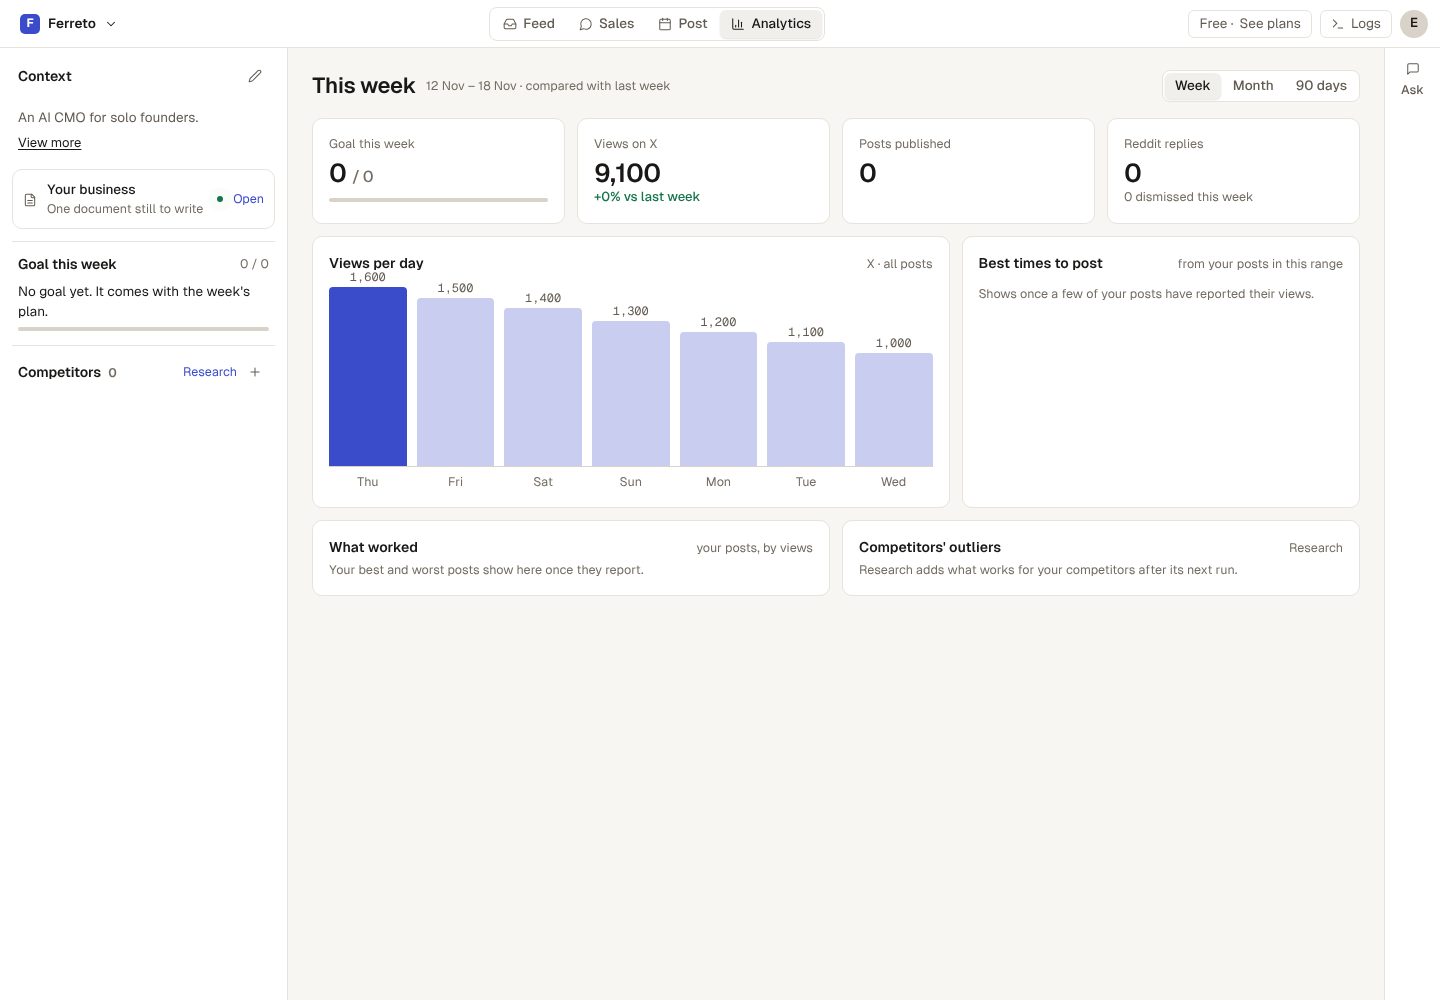 F Ferreto
Feed Sales Post Analytics
Free · See plans
Logs
E
Context
An AI CMO for solo founders.
View more
Your business
One document still to write
Open
Goal this week 0 / 0
No goal yet. It comes with the week's
plan.
Competitors 0 Research +
This week 12 Nov – 18 Nov · compared with last week
Week Month 90 days
Goal this week
0 / 0
Views on X
9,100
+0% vs last week
Posts published
0
Reddit replies
0
0 dismissed this week
Views per day X · all posts
1,600 1,500 1,400 1,300 1,200 1,100 1,000
Thu Fri Sat Sun Mon Tue Wed
Best times to post from your posts in this range
Shows once a few of your posts have reported their views.
What worked your posts, by views
Your best and worst posts show here once they report.
Competitors' outliers Research
Research adds what works for your competitors after its next run.
Ask